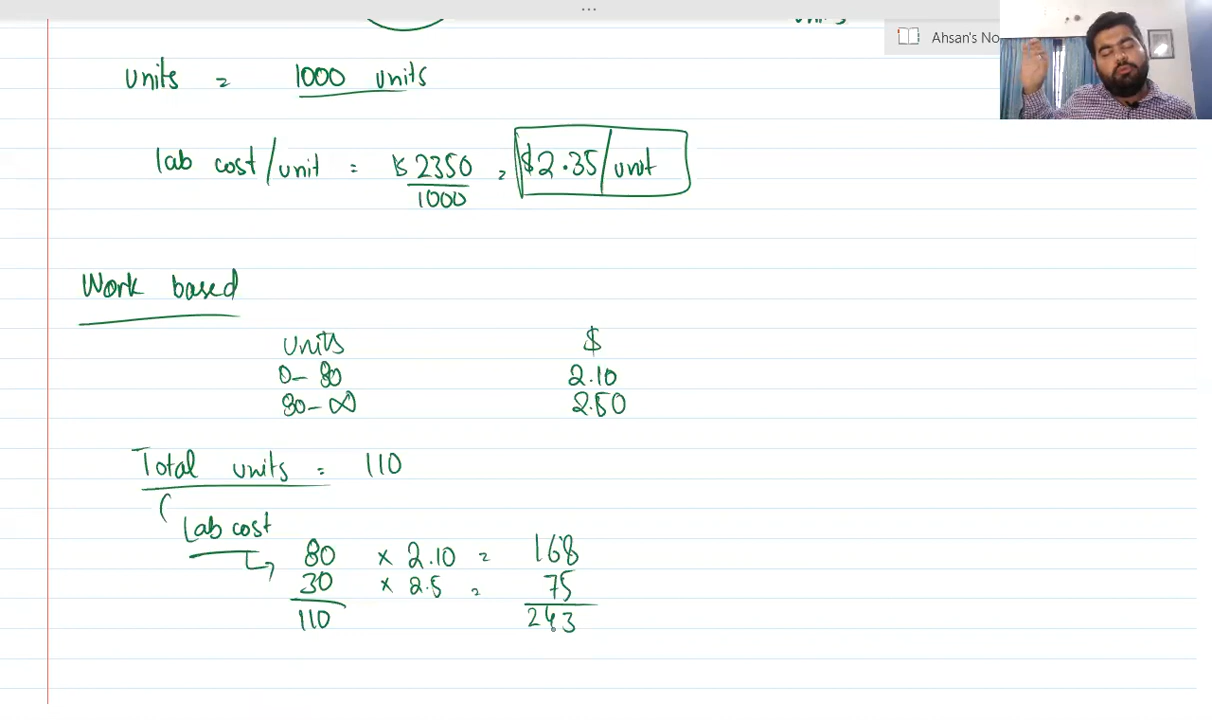 units
Ahsan's No
units = 1000 units
lab cost/unit = $2350 / 1000 = $2.35/unit
Work based
units $
0 - 80 2.10
80 - ∞ 2.50
Total units = 110
Lab cost
80 × 2.10 = 168
30 × 2.5 = 75
110 243